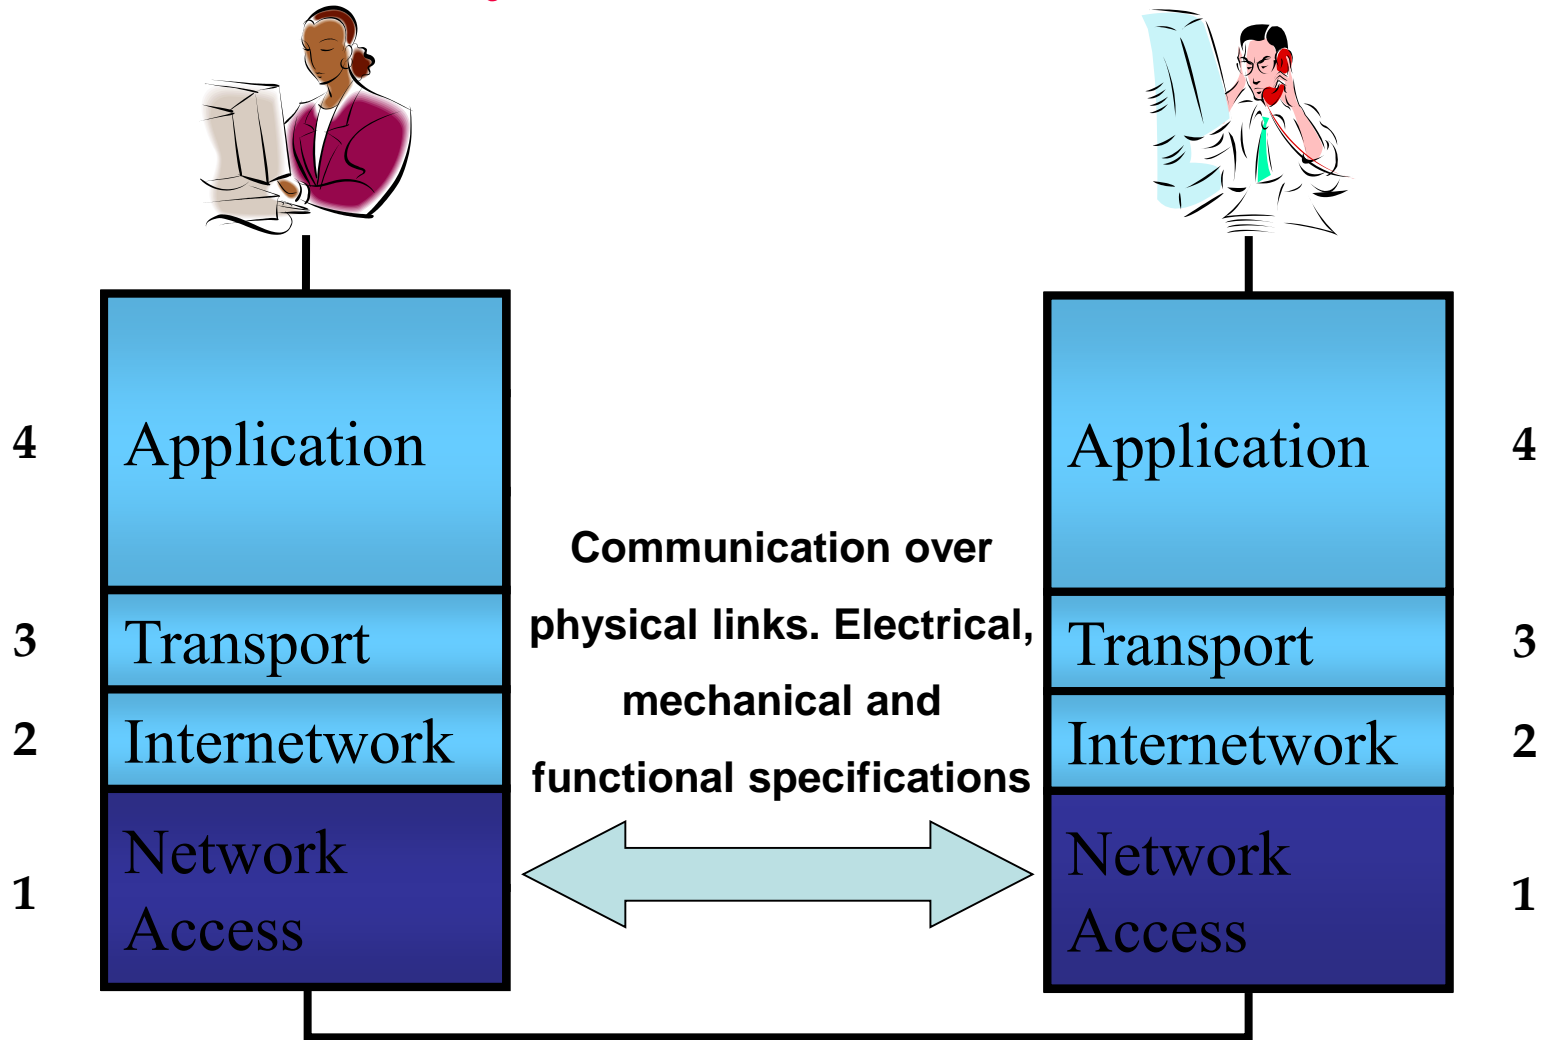 4
Application
Application
4
Communication over
physical links. Electrical,
mechanical and
functional specifications
3
Transport
Transport
3
2
Internetwork
Internetwork
2
1
Network
Access
Network
Access
1